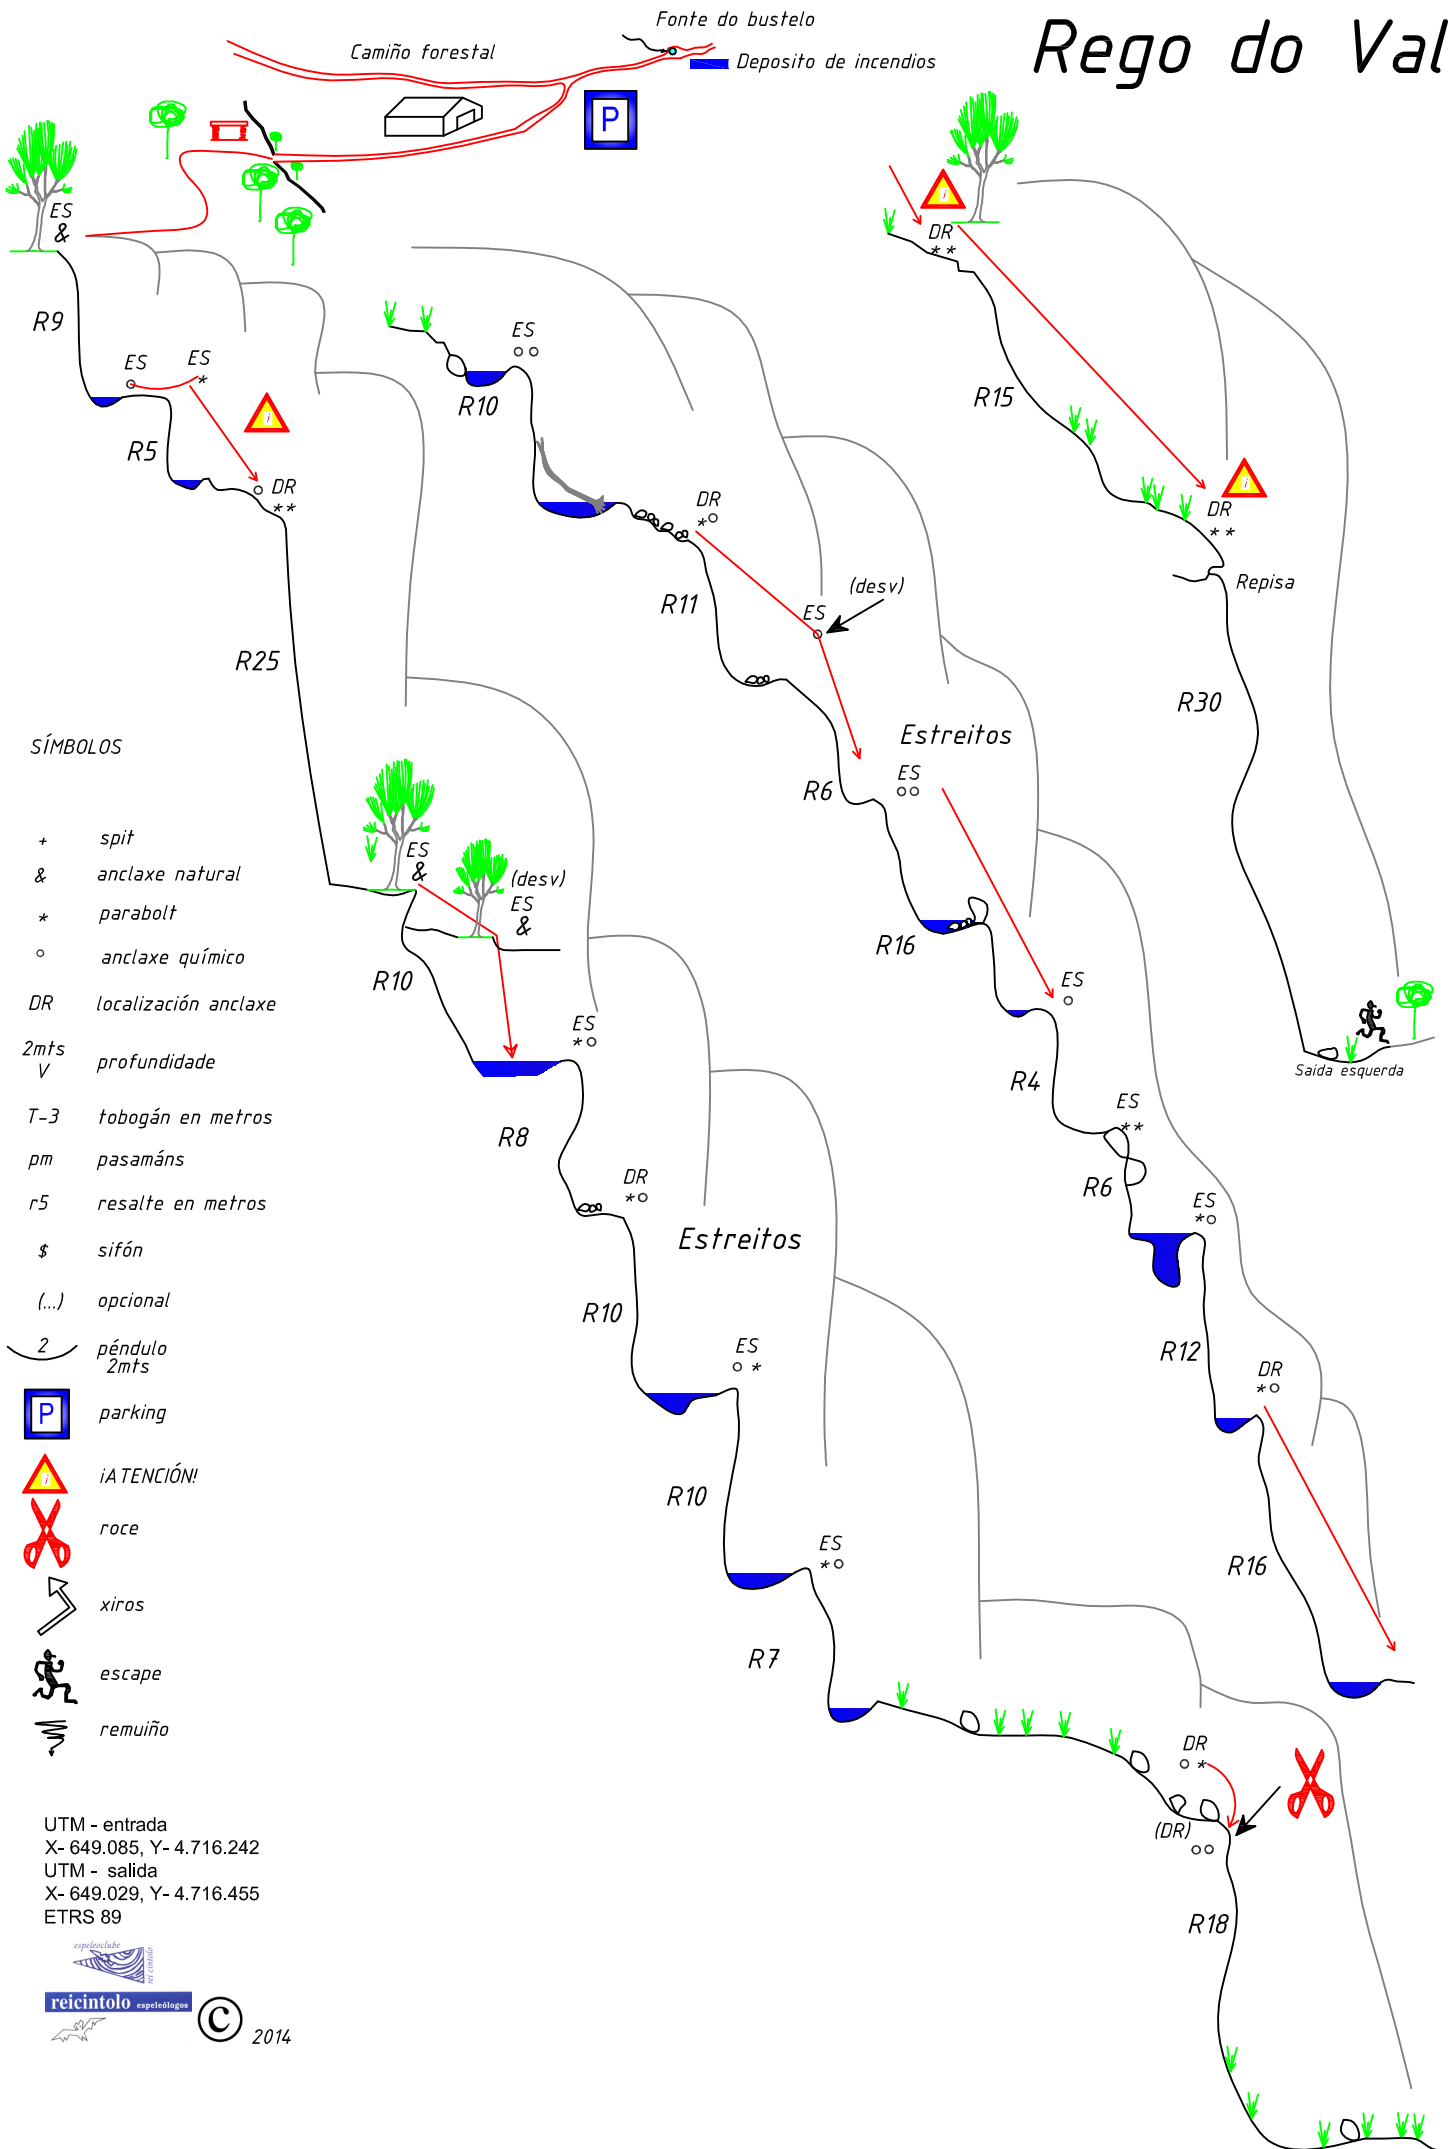 Rego do Val
Fonte do bustelo
Camiño forestal
Deposito de incendios
P
ES
&
R9
ES
ES
*
R5
i
DR
**
R25
ES
&
(desv)
ES
&
R10
ES
*○
R8
DR
*○
Estreitos
R10
ES
○ *
R10
ES
*○
R7
DR
○ *
(DR)
○○
R18
ES
○○
R10
DR
*○
R11
ES
(desv)
R6
Estreitos
ES
○○
R16
ES
○
R4
ES
**
R6
ES
*○
R12
DR
*○
R16
i
DR
**
R15
i
DR
**
Repisa
R30
Saida esquerda
SÍMBOLOS
+ spit
& anclaxe natural
* parabolt
○ anclaxe químico
DR localización anclaxe
2mts
V profundidade
T-3 tobogán en metros
pm pasamáns
r5 resalte en metros
$ sifón
(...) opcional
2 péndulo
2mts
P parking
i ¡ATENCIÓN!
roce
xiros
escape
remuiño
UTM - entrada
X- 649.085, Y- 4.716.242
UTM - salida
X- 649.029, Y- 4.716.455
ETRS 89
espeleoclube
rei cintolo
reicintolo espeleólogos
© 2014